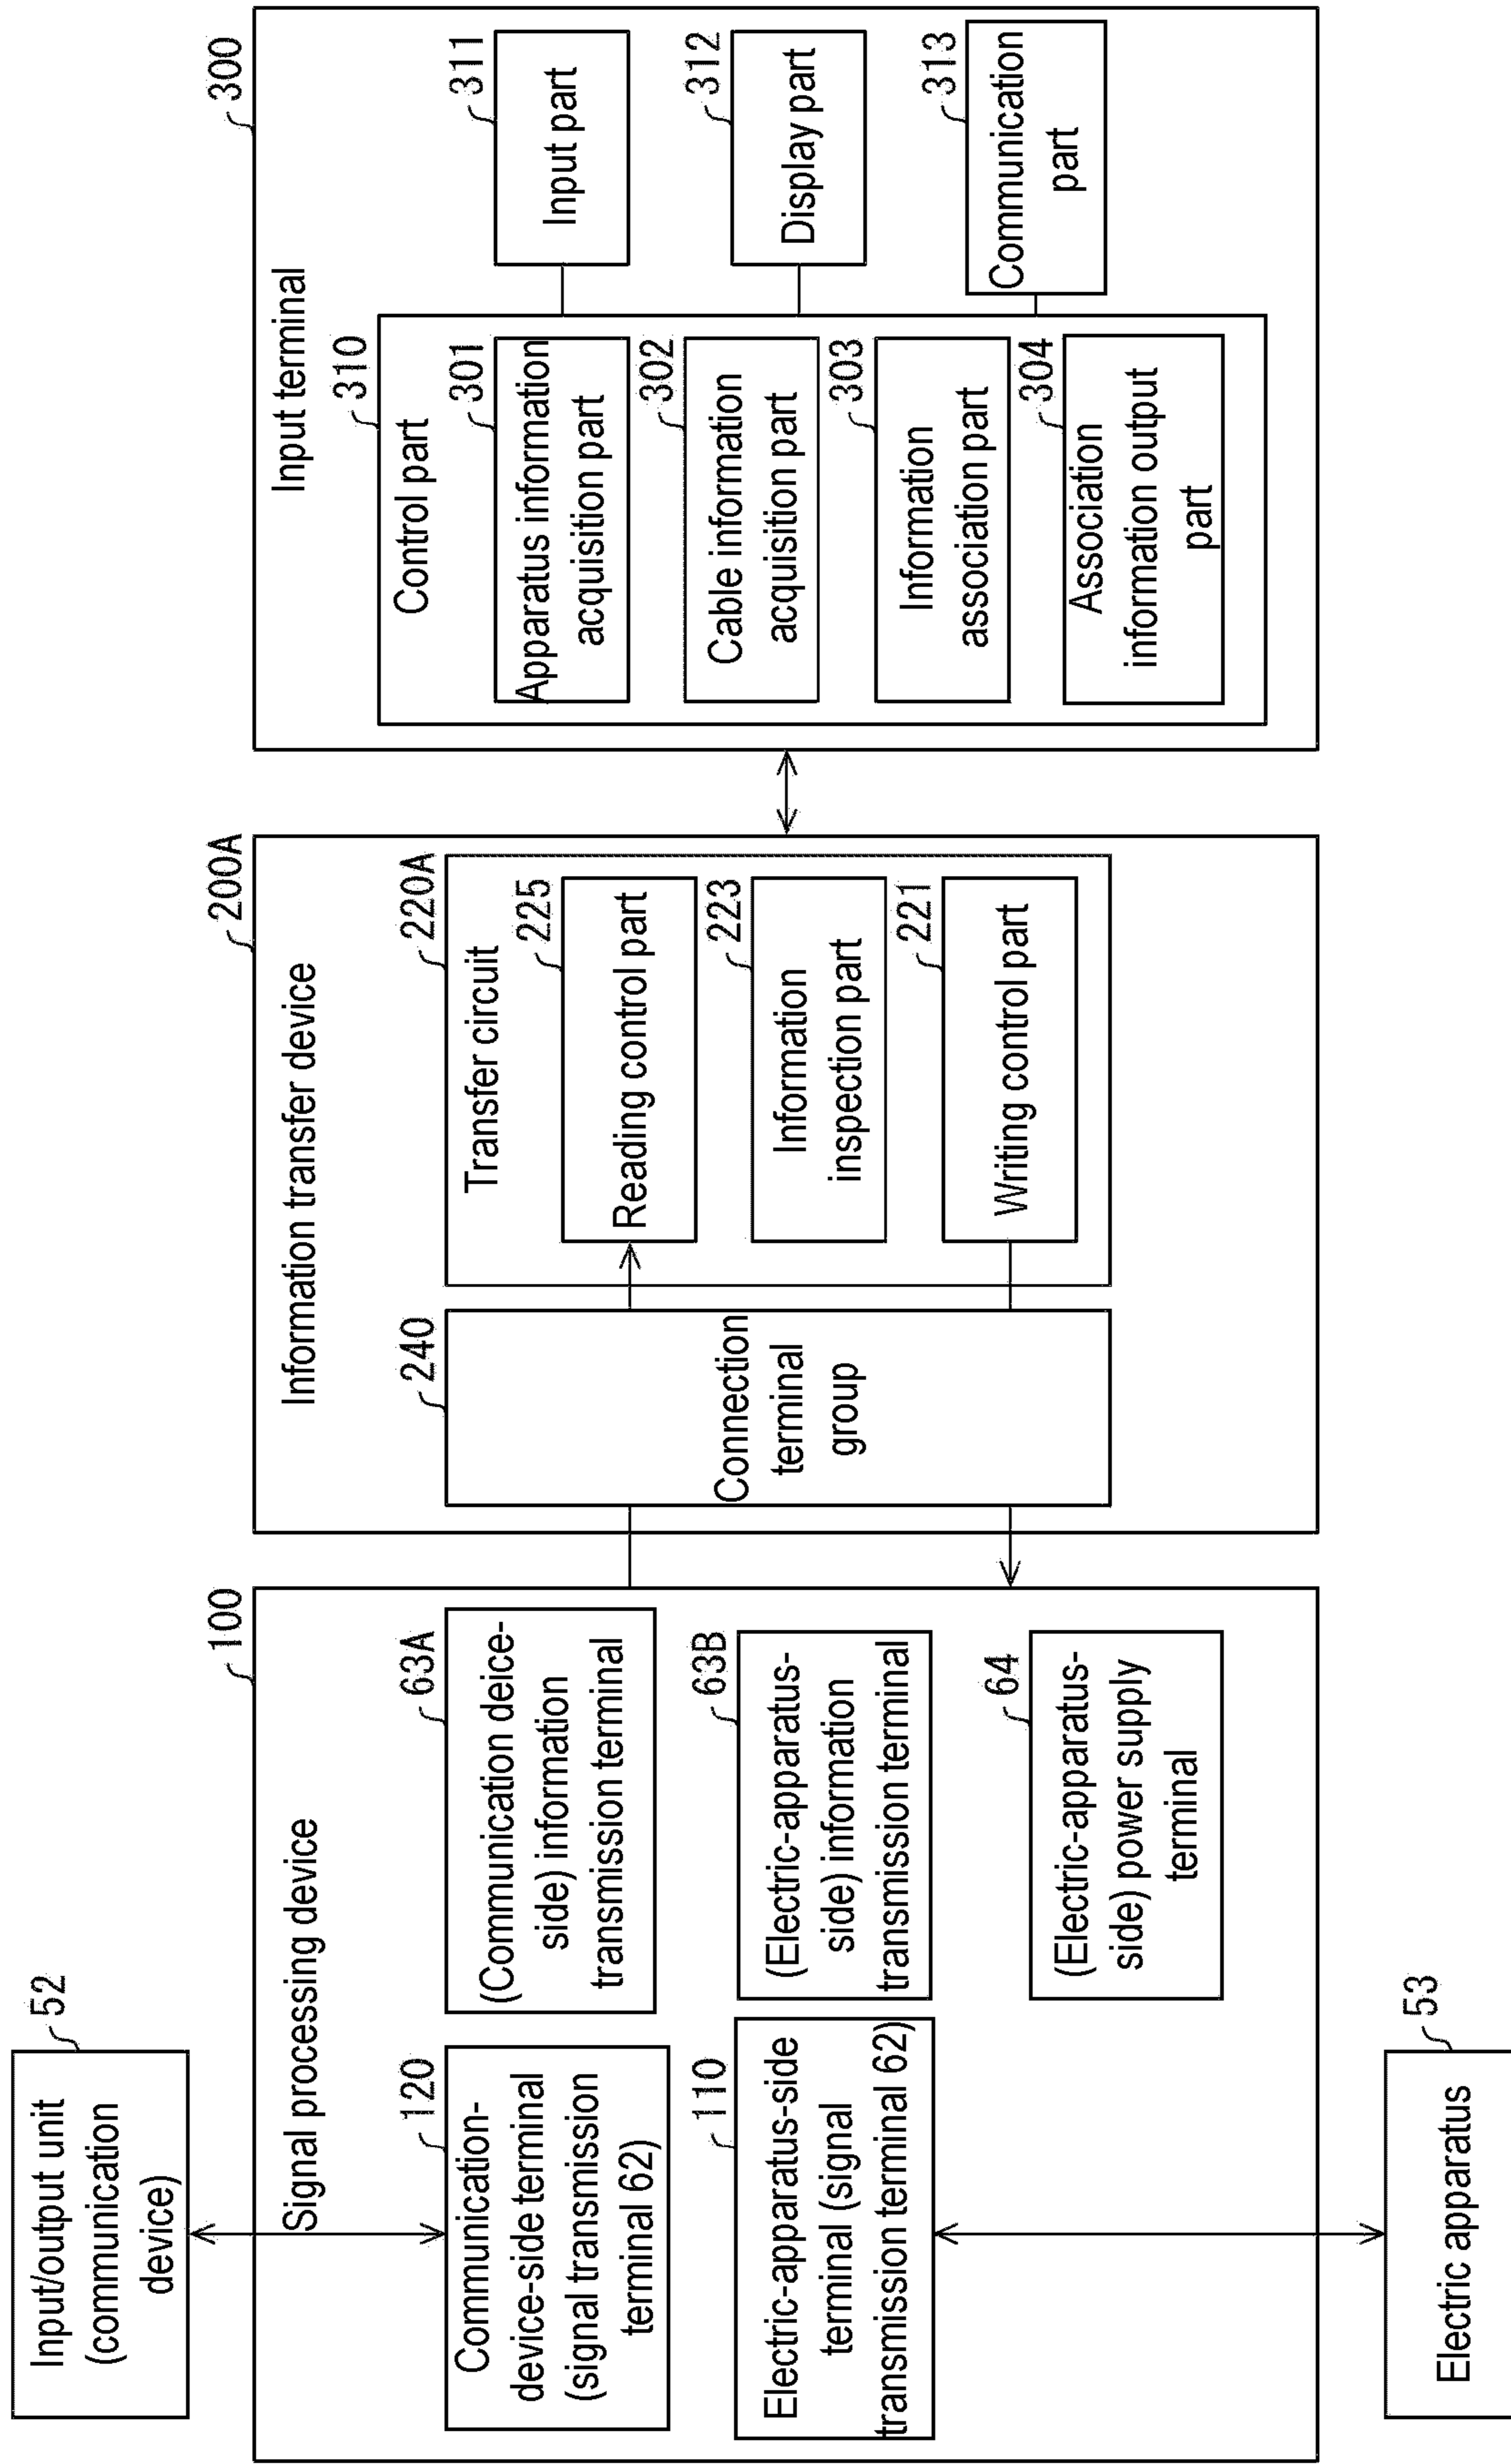 52
Input/output unit
(communication
device)
100
Signal processing device
120
Communication-
device-side terminal
(signal transmission
terminal 62)
63A
(Communication deice-
side) information
transmission terminal
110
Electric-apparatus-side
terminal (signal
transmission terminal 62)
63B
(Electric-apparatus-
side) information
transmission terminal
64
(Electric-apparatus-
side) power supply
terminal
53
Electric apparatus
200A
Information transfer device
240
Connection
terminal
group
220A
Transfer circuit
225
Reading control part
223
Information
inspection part
221
Writing control part
300
Input terminal
310
Control part
301
Apparatus information
acquisition part
302
Cable information
acquisition part
303
Information
association part
304
Association
information output
part
311
Input part
312
Display part
313
Communication
part